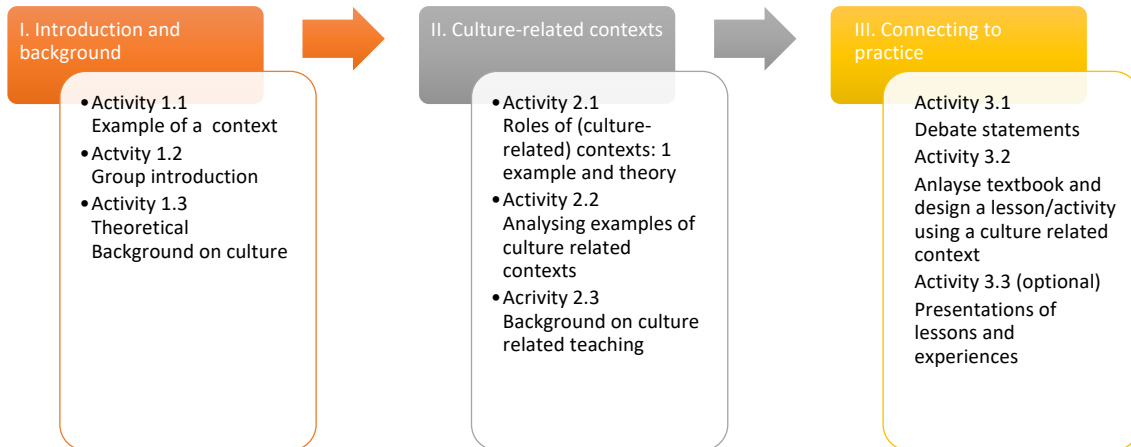 I. Introduction and
background
•Activity 1.1
Example of a  context
•Actvity 1.2
Group introduction
•Activity 1.3
Theoretical
Background on culture
II. Culture-related contexts
•Activity 2.1
Roles of (culture-
related) contexts: 1
example and theory
•Activity 2.2
Analysing examples of
culture related
contexts
•Acrivity 2.3
Background on culture
related teaching
III. Connecting to
practice
Activity 3.1
Debate statements
Activity 3.2
Anlayse textbook and
design a lesson/activity
using a culture related
context
Activity 3.3 (optional)
Presentations of
lessons and
experiences